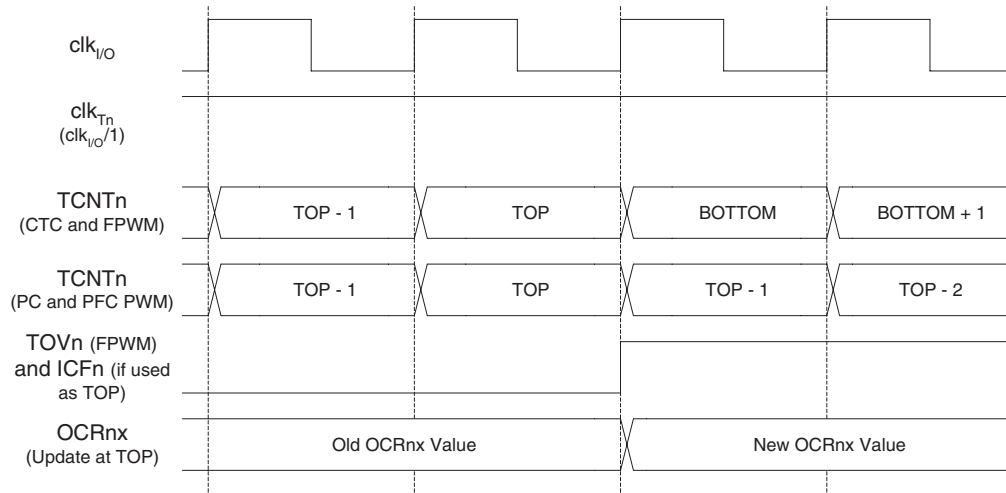 clkI/O
clkTn
(clkI/O/1)
TCNTn
(CTC and FPWM)
TOP - 1
TOP
BOTTOM
BOTTOM + 1
TCNTn
(PC and PFC PWM)
TOP - 1
TOP
TOP - 1
TOP - 2
TOVn (FPWM)
and ICFn (if used
as TOP)
OCRnx
(Update at TOP)
Old OCRnx Value
New OCRnx Value